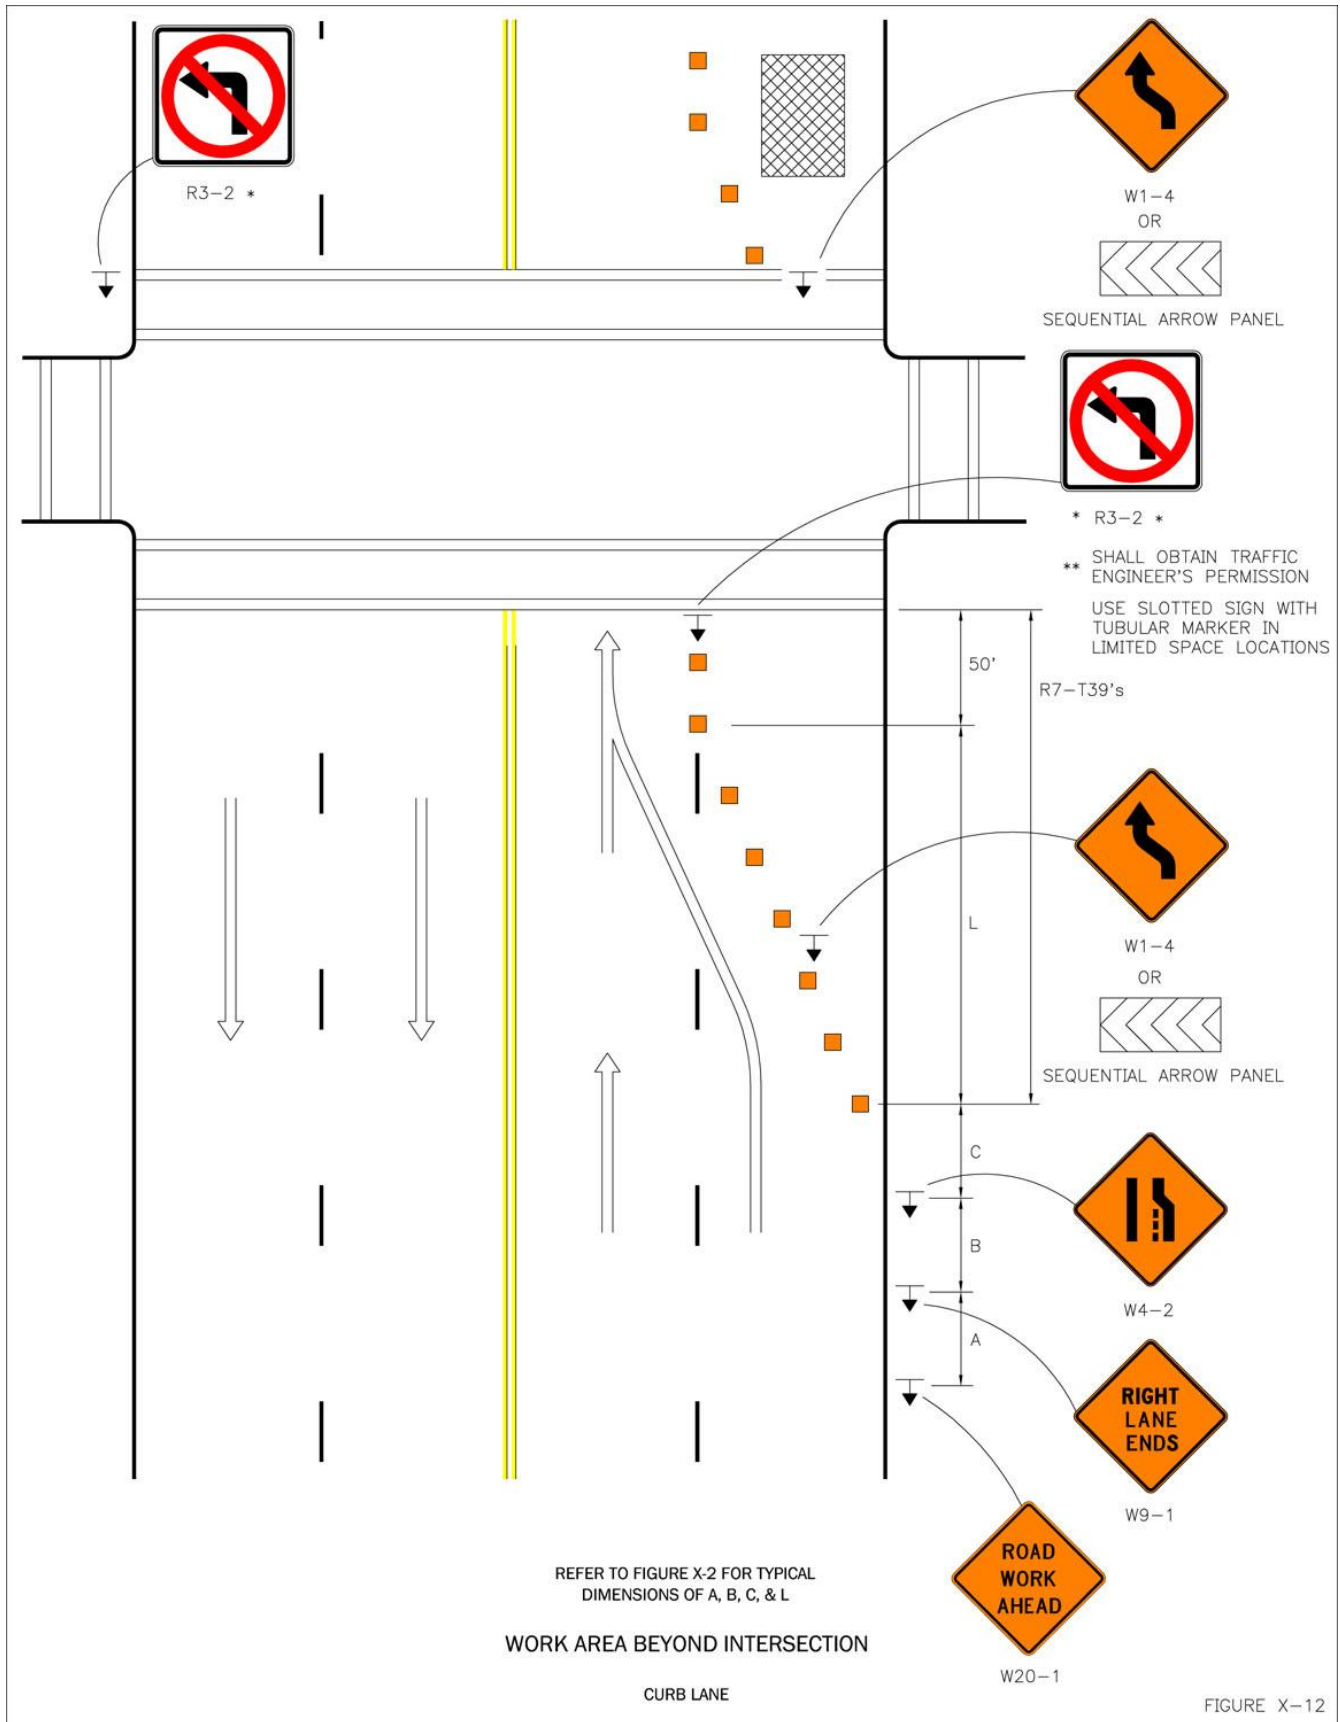 R3-2 *
W1-4
OR
SEQUENTIAL ARROW PANEL
* R3-2 *
** SHALL OBTAIN TRAFFIC
ENGINEER'S PERMISSION
USE SLOTTED SIGN WITH
TUBULAR MARKER IN
LIMITED SPACE LOCATIONS
50'
R7-T39's
L
W1-4
OR
SEQUENTIAL ARROW PANEL
C
B
W4-2
A
RIGHT
LANE
ENDS
W9-1
ROAD
WORK
AHEAD
W20-1
REFER TO FIGURE X-2 FOR TYPICAL
DIMENSIONS OF A, B, C, & L
WORK AREA BEYOND INTERSECTION
CURB LANE
FIGURE X-12